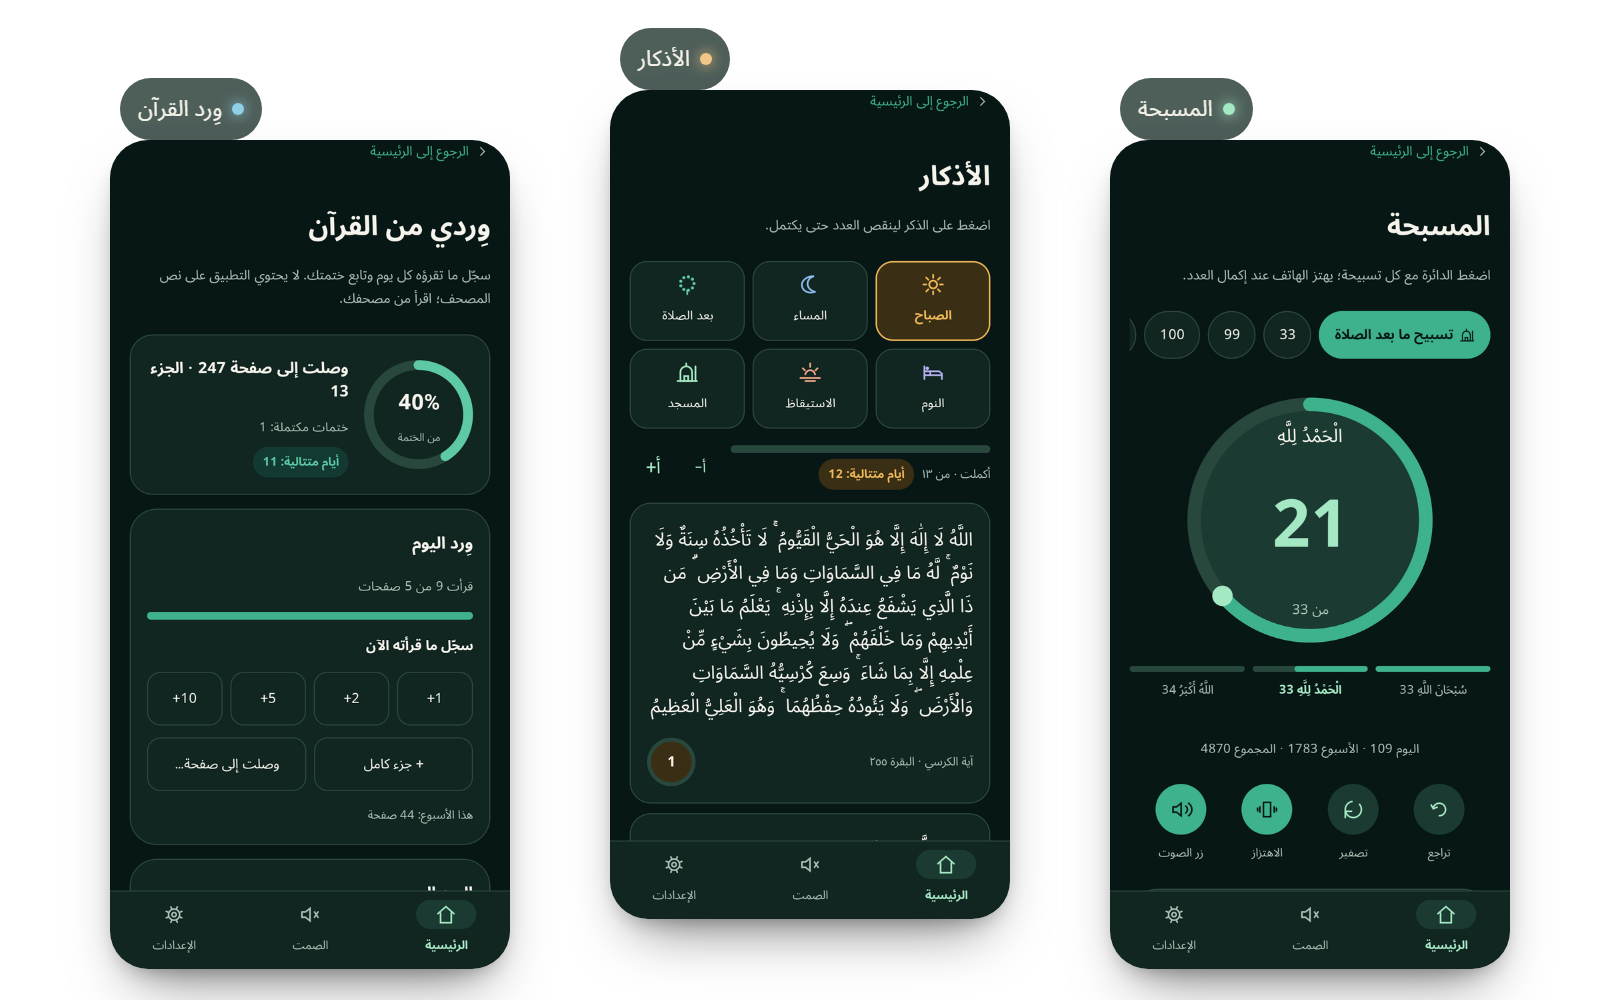 المسبحة
الرجوع إلى الرئيسية
المسبحة
اضغط الدائرة مع كل تسبيحة؛ يهتز الهاتف عند إكمال العدد.
تسبيح ما بعد الصلاة
33
99
100
الْحَمْدُ لِلَّهِ
21
من 33
سُبْحَانَ اللَّهِ 33
الْحَمْدُ لِلَّهِ 33
اللَّهُ أَكْبَرُ 34
اليوم 109 · الأسبوع 1783 · المجموع 4870
تراجع
تصفير
الاهتزاز
زر الصوت
الرئيسية
الصمت
الإعدادات
الأذكار
الرجوع إلى الرئيسية
الأذكار
اضغط على الذكر لينقص العدد حتى يكتمل.
الصباح
المساء
بعد الصلاة
النوم
الاستيقاظ
المسجد
أكملت · من ١٣
أيام متتالية: 12
أ-
أ+
اللَّهُ لَا إِلَٰهَ إِلَّا هُوَ الْحَيُّ الْقَيُّومُ ۚ لَا تَأْخُذُهُ سِنَةٌ وَلَا
نَوْمٌ ۚ لَّهُ مَا فِي السَّمَاوَاتِ وَمَا فِي الْأَرْضِ ۗ مَن
ذَا الَّذِي يَشْفَعُ عِندَهُ إِلَّا بِإِذْنِهِ ۚ يَعْلَمُ مَا بَيْنَ
أَيْدِيهِمْ وَمَا خَلْفَهُمْ ۖ وَلَا يُحِيطُونَ بِشَيْءٍ مِّنْ
عِلْمِهِ إِلَّا بِمَا شَاءَ ۚ وَسِعَ كُرْسِيُّهُ السَّمَاوَاتِ
وَالْأَرْضَ ۖ وَلَا يَئُودُهُ حِفْظُهُمَا ۚ وَهُوَ الْعَلِيُّ الْعَظِيمُ
آية الكرسي · البقرة ٢٥٥
1
الرئيسية
الصمت
الإعدادات
وِرد القرآن
الرجوع إلى الرئيسية
وِردي من القرآن
سجّل ما تقرؤه كل يوم وتابع ختمتك. لا يحتوي التطبيق على نص
المصحف؛ اقرأ من مصحفك.
40%
من الختمة
وصلت إلى صفحة 247 · الجزء
13
ختمات مكتملة: 1
أيام متتالية: 11
وِرد اليوم
قرأت 9 من 5 صفحات
سجّل ما قرأته الآن
+1
+2
+5
+10
+ جزء كامل
وصلت إلى صفحة...
هذا الأسبوع: 44 صفحة
الرئيسية
الصمت
الإعدادات